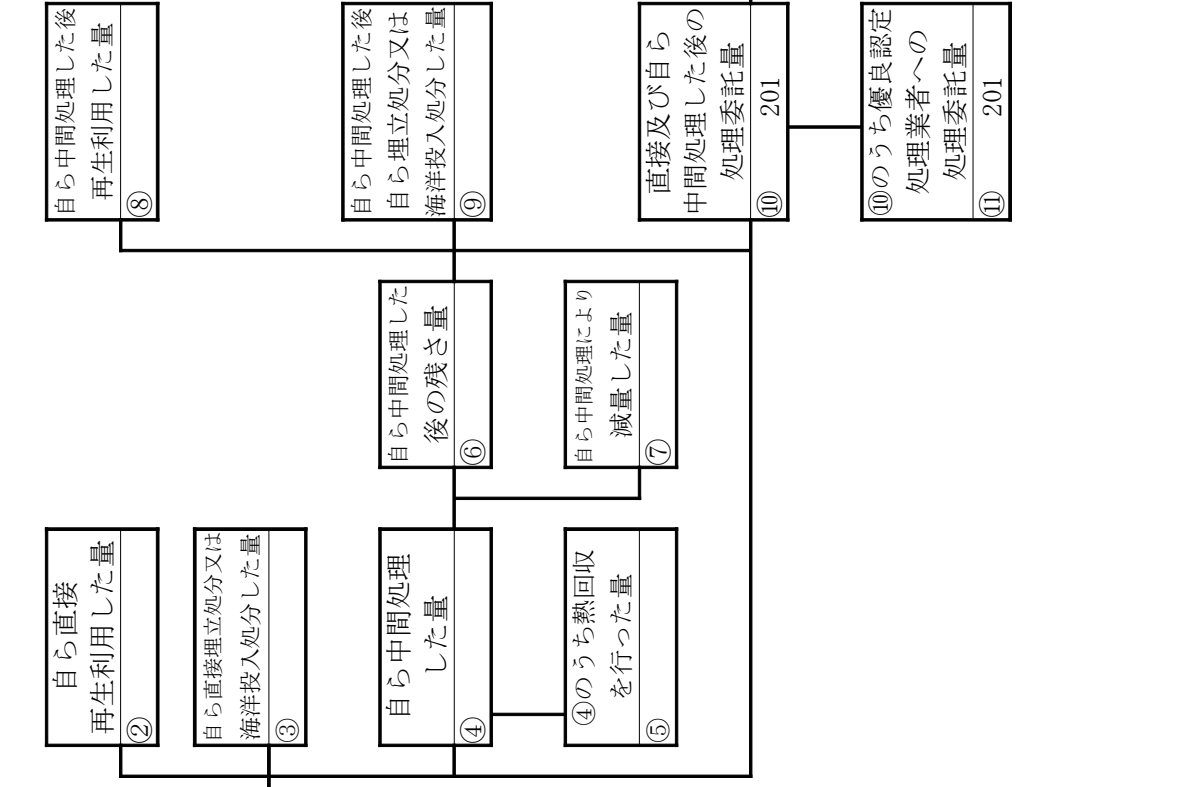 自ら直接
再生利用した量
②
自ら直接埋立処分又は
海洋投入処分した量
③
自ら中間処理
した量
④
④のうち熱回収
を行った量
⑤
自ら中間処理した
後の残さ量
⑥
自ら中間処理により
減量した量
⑦
自ら中間処理した後
再生利用した量
⑧
自ら中間処理した後
自ら埋立処分又は
海洋投入処分した量
⑨
直接及び自ら
中間処理した後の
処理委託量
⑩ 201
⑩のうち優良認定
処理業者への
処理委託量
⑪ 201